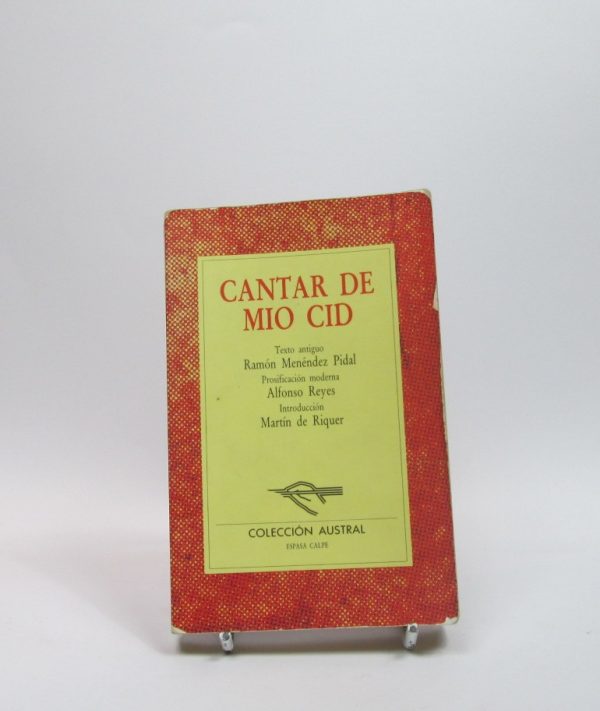 CANTAR DE
MIO CID
Texto antiguo
Ramón Menéndez Pidal
Prosificación moderna
Alfonso Reyes
Introducción
Martín de Riquer
COLECCIÓN AUSTRAL
ESPASA CALPE